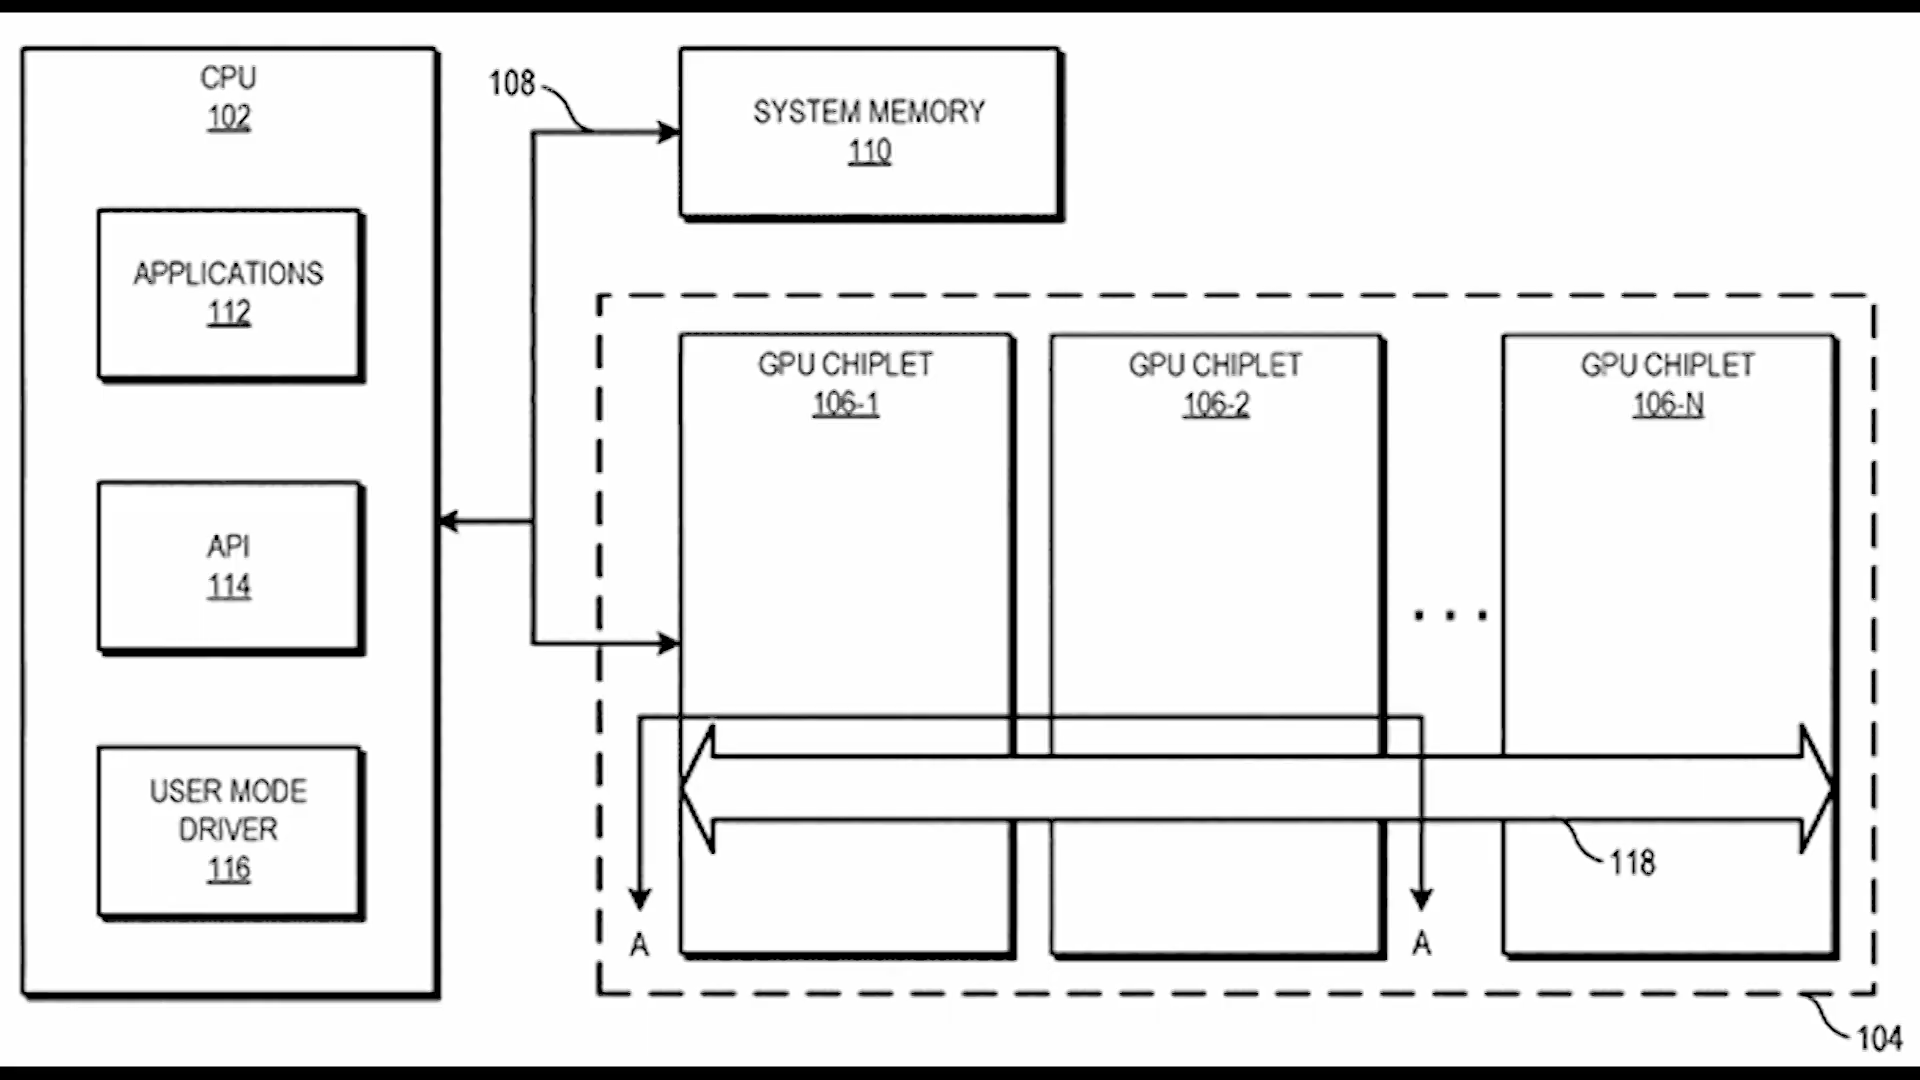 CPU
102
APPLICATIONS
112
API
114
USER MODE
DRIVER
116
108
SYSTEM MEMORY
110
GPU CHIPLET
106-1
GPU CHIPLET
106-2
GPU CHIPLET
106-N
. . .
118
A
A
104